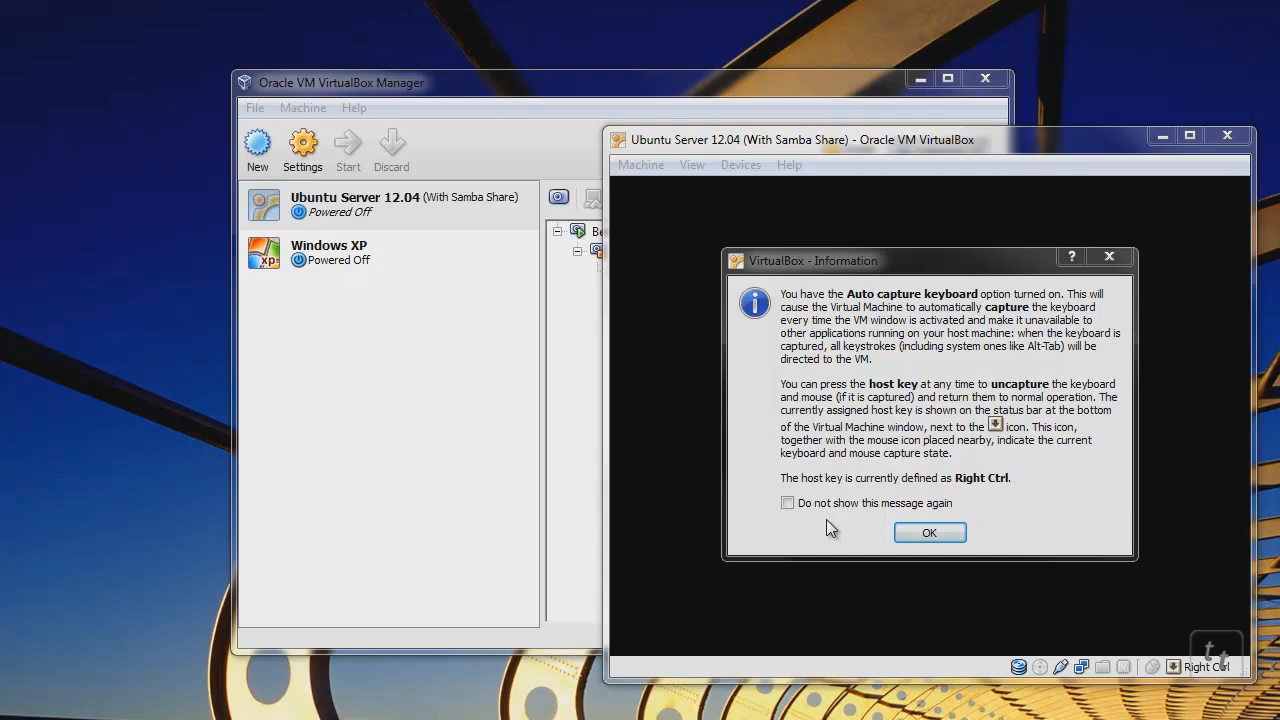 Oracle VM VirtualBox Manager
File Machine Help
New Settings Start Discard
Ubuntu Server 12.04 (With Samba Share)
Powered Off
Windows XP
xp
Powered Off
Be
Ubuntu Server 12.04 (With Samba Share) - Oracle VM VirtualBox
Machine View Devices Help
VirtualBox - Information
You have the Auto capture keyboard option turned on. This will
cause the Virtual Machine to automatically capture the keyboard
every time the VM window is activated and make it unavailable to
other applications running on your host machine: when the keyboard is
captured, all keystrokes (including system ones like Alt-Tab) will be
directed to the VM.
You can press the host key at any time to uncapture the keyboard
and mouse (if it is captured) and return them to normal operation. The
currently assigned host key is shown on the status bar at the bottom
of the Virtual Machine window, next to the icon. This icon,
together with the mouse icon placed nearby, indicate the current
keyboard and mouse capture state.
The host key is currently defined as Right Ctrl.
Do not show this message again
OK
tt
Right Ctrl